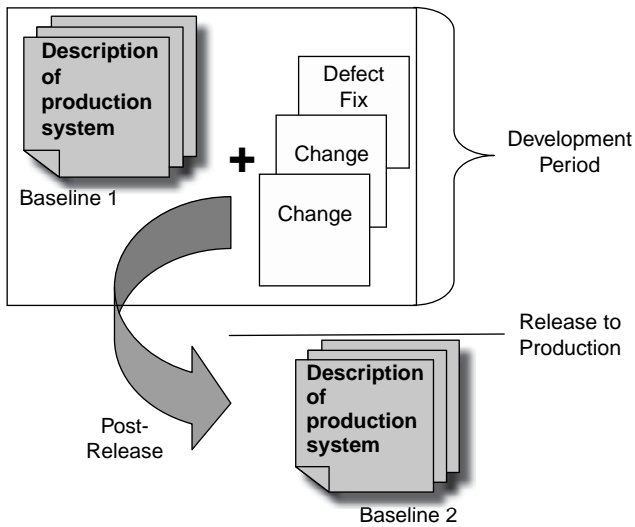 Description
of
production
system
Baseline 1
+
Defect
Fix
Change
Change
Development
Period
Release to
Production
Post-
Release
Description
of
production
system
Baseline 2